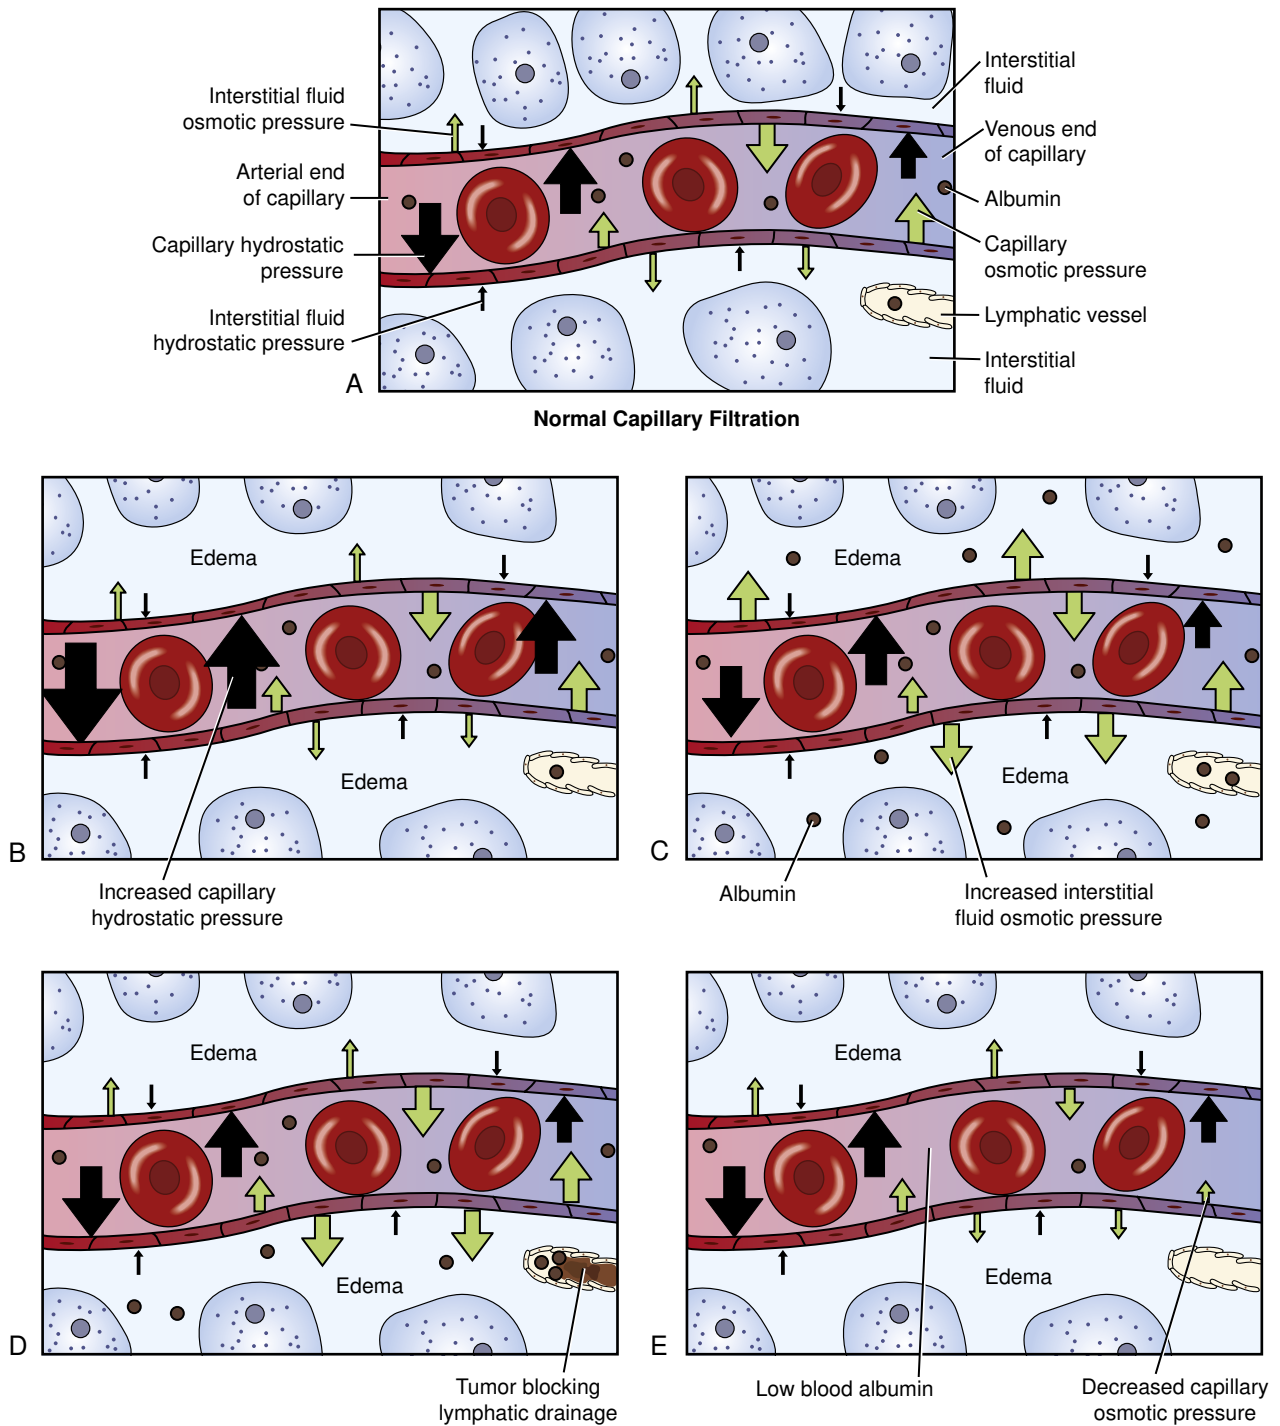 Interstitial fluid
osmotic pressure
Arterial end
of capillary
Capillary hydrostatic
pressure
Interstitial fluid
hydrostatic pressure
A
Interstitial
fluid
Venous end
of capillary
Albumin
Capillary
osmotic pressure
Lymphatic vessel
Interstitial
fluid
Normal Capillary Filtration
Edema
Edema
B
Increased capillary
hydrostatic pressure
Edema
Edema
C
Albumin
Increased interstitial
fluid osmotic pressure
Edema
Edema
D
Tumor blocking
lymphatic drainage
Edema
Edema
E
Low blood albumin
Decreased capillary
osmotic pressure